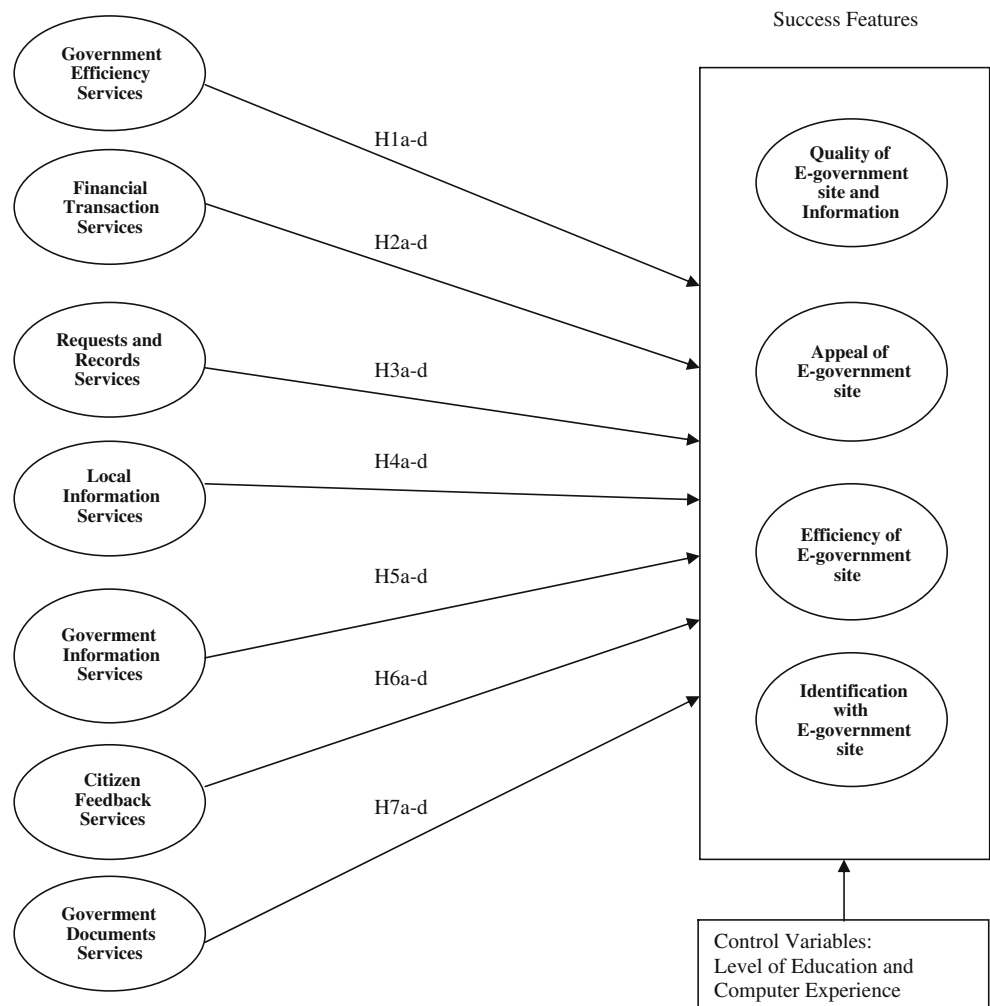 Success Features
Government
Efficiency
Services
Financial
Transaction
Services
Requests and
Records
Services
Local
Information
Services
Government
Information
Services
Citizen
Feedback
Services
Government
Documents
Services
H1a-d
H2a-d
H3a-d
H4a-d
H5a-d
H6a-d
H7a-d
Quality of
E-government
site and
Information
Appeal of
E-government
site
Efficiency of
E-government
site
Identification
with
E-government
site
Control Variables:
Level of Education and
Computer Experience